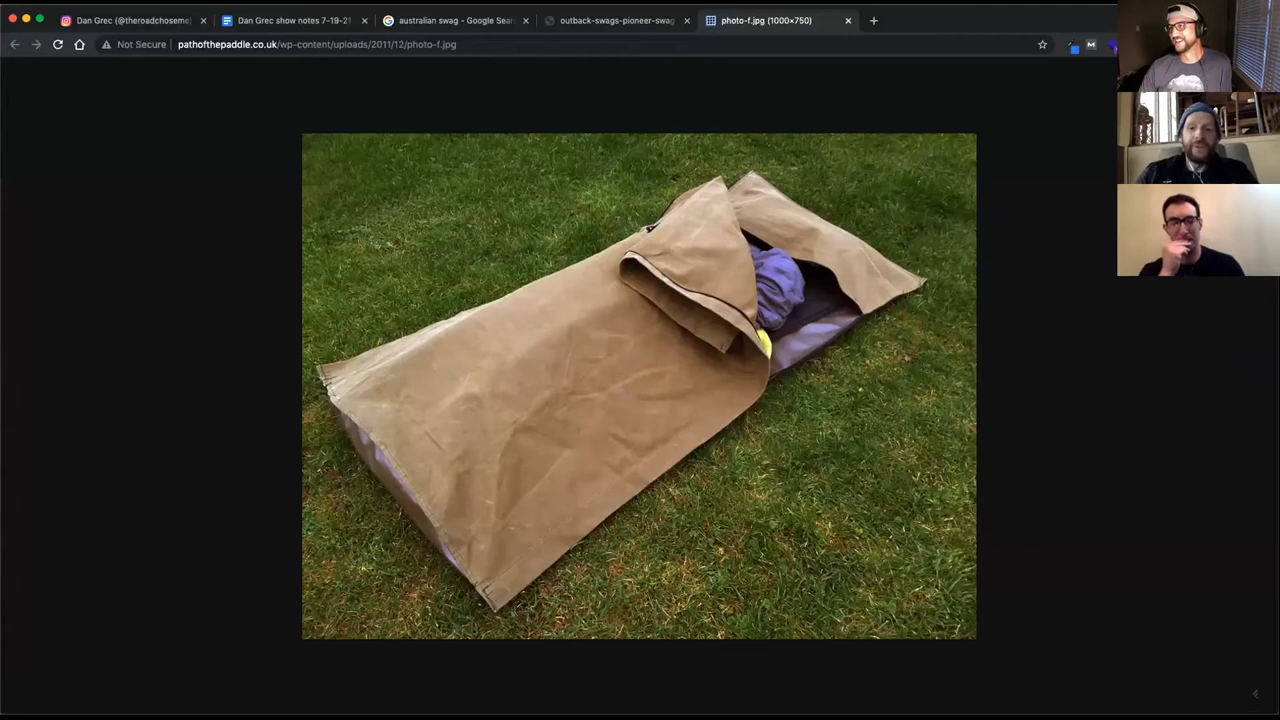 Dan Grec (@theroadchoseme)
Dan Grec show notes 7-19-21
australian swag - Google Sear
outback-swags-pioneer-swag
photo-f.jpg (1000×750)
Not Secure
pathofthepaddle.co.uk/wp-content/uploads/2011/12/photo-f.jpg
M